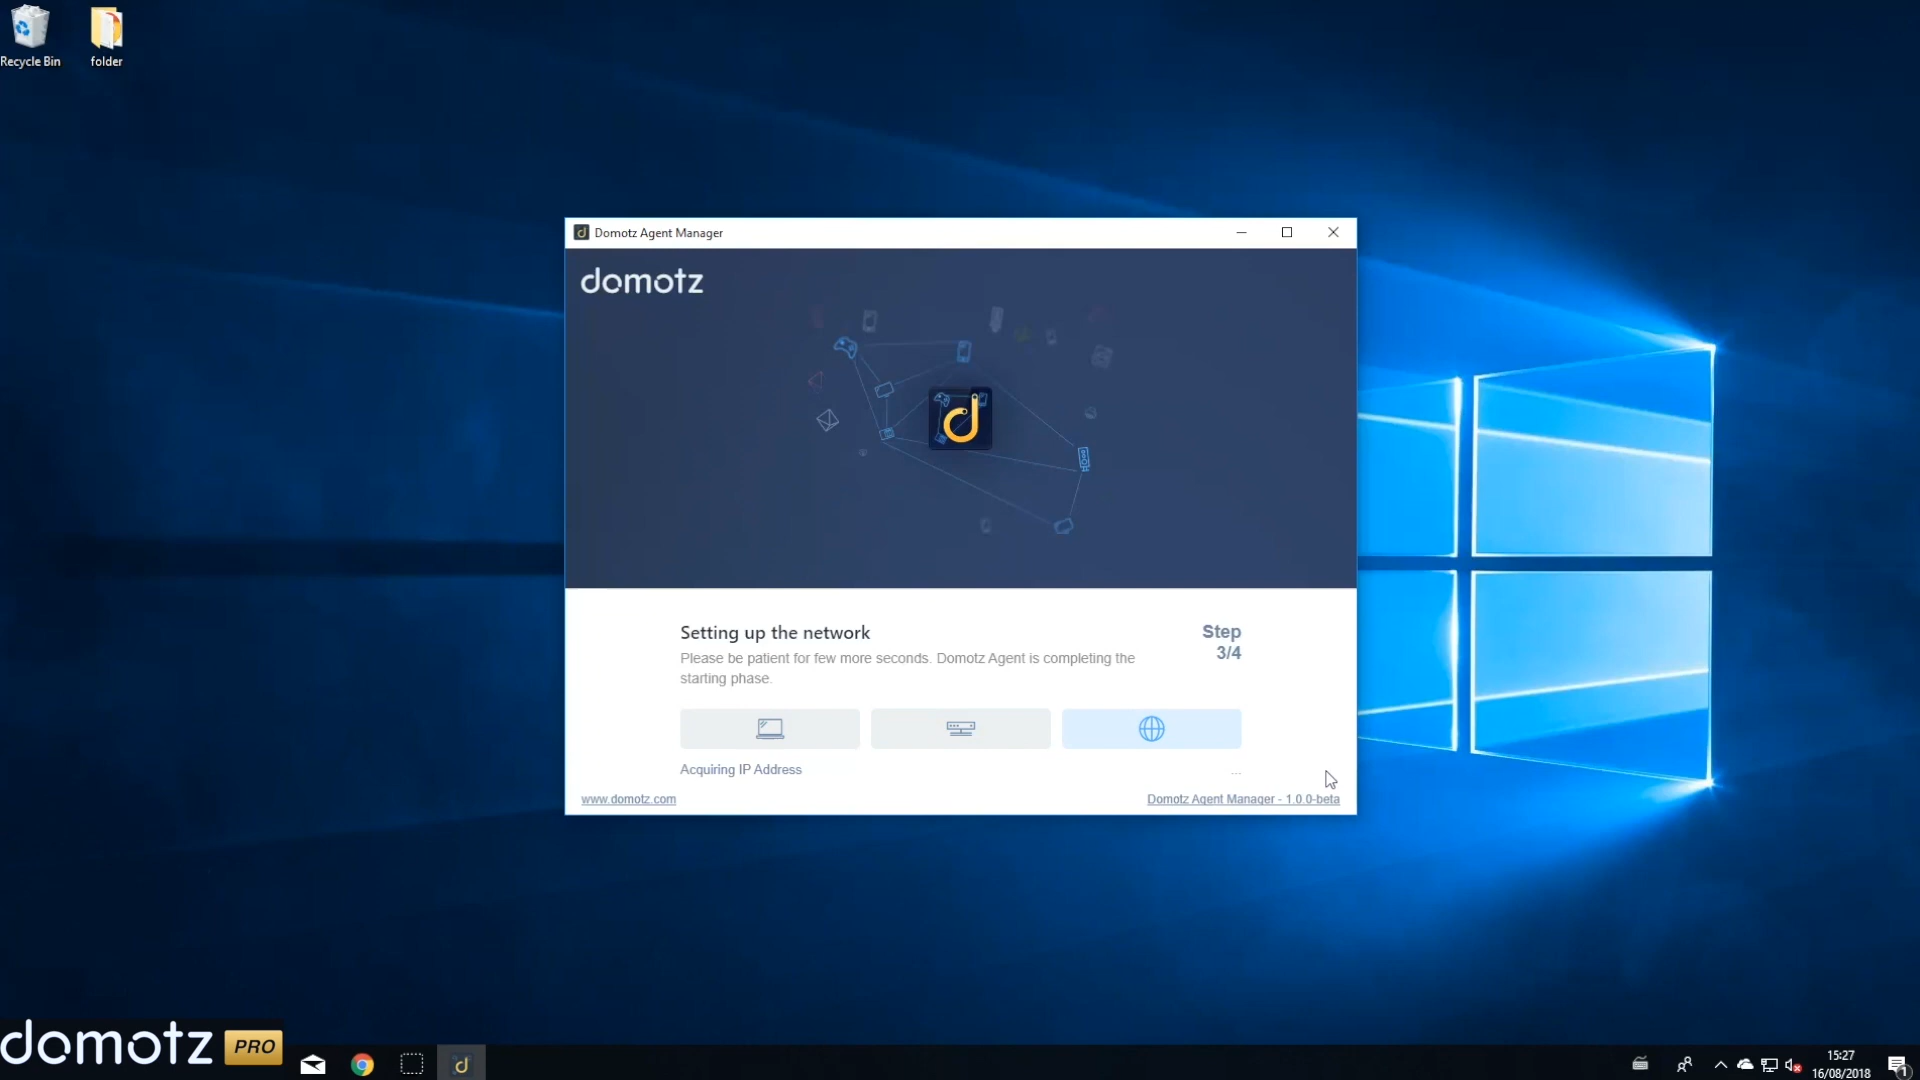 Recycle Bin
folder
Domotz Agent Manager
domotz
d
Setting up the network
Step
3/4
Please be patient for few more seconds. Domotz Agent is completing the
starting phase.
Acquiring IP Address
...
www.domotz.com
Domotz Agent Manager - 1.0.0-beta
domotz PRO
d
15:27
16/08/2018
1